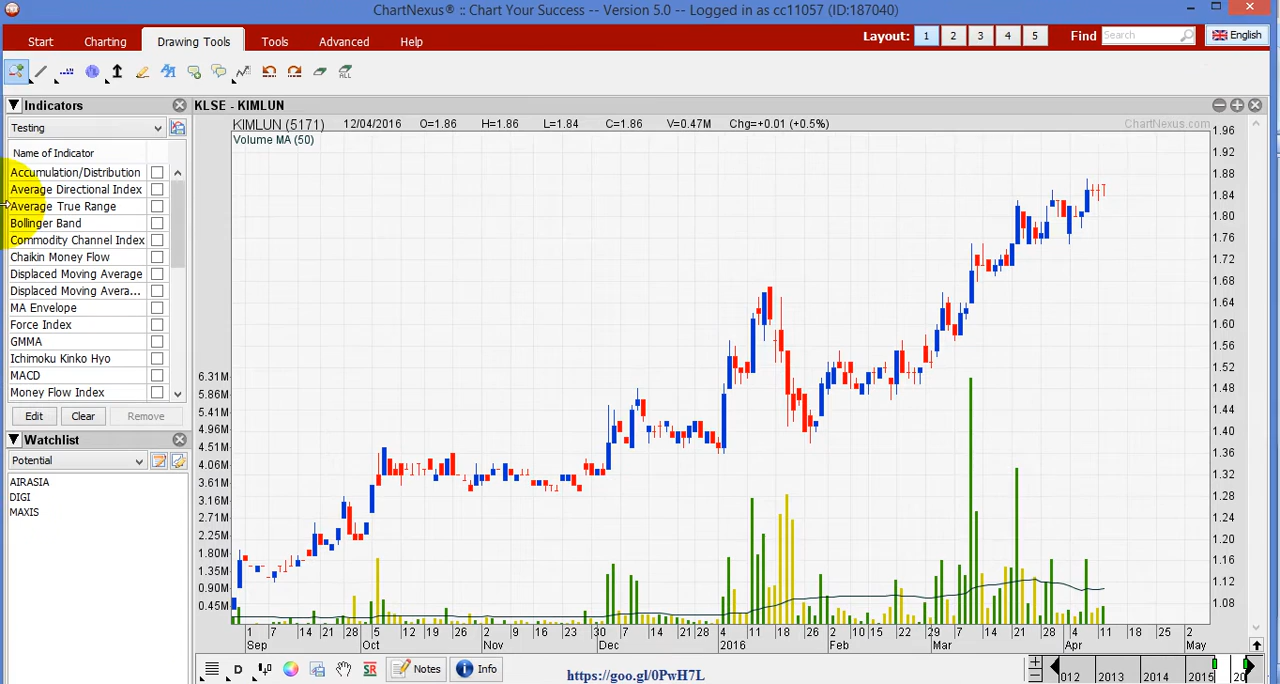 ChartNexus® :: Chart Your Success -- Version 5.0 -- Logged in as cc11057 (ID:187040)
Start Charting Drawing Tools Tools Advanced Help Layout: 1 2 3 4 5 Find Search English
ALL
Indicators
Testing
Name of Indicator
Accumulation/Distribution
Average Directional Index
Average True Range
Bollinger Band
Commodity Channel Index
Chaikin Money Flow
Displaced Moving Average
Displaced Moving Avera...
MA Envelope
Force Index
GMMA
Ichimoku Kinko Hyo
MACD
Money Flow Index
Edit Clear Remove
Watchlist
Potential
AIRASIA
DIGI
MAXIS
KLSE - KIMLUN
KIMLUN (5171) 12/04/2016 O=1.86 H=1.86 L=1.84 C=1.86 V=0.47M Chg=+0.01 (+0.5%) ChartNexus.com
Volume MA (50)
1.96
1.92
1.88
1.84
1.80
1.76
1.72
1.68
1.64
1.60
1.56
1.52
1.48
1.44
1.40
1.36
1.32
1.28
1.24
1.20
1.16
1.12
1.08
6.31M
5.86M
5.41M
4.96M
4.51M
4.06M
3.61M
3.16M
2.71M
2.25M
1.80M
1.35M
0.90M
0.45M
1 7 14 21 28 5 12 19 26 2 9 16 23 30 7 14 21 28 4 11 18 26 2 10 15 22 29 7 14 21 28 4 11 18 25 2
Sep Oct Nov Dec 2016 Feb Mar Apr May
D SR Notes Info https://goo.gl/0PwH7L 2012 2013 2014 2015 20